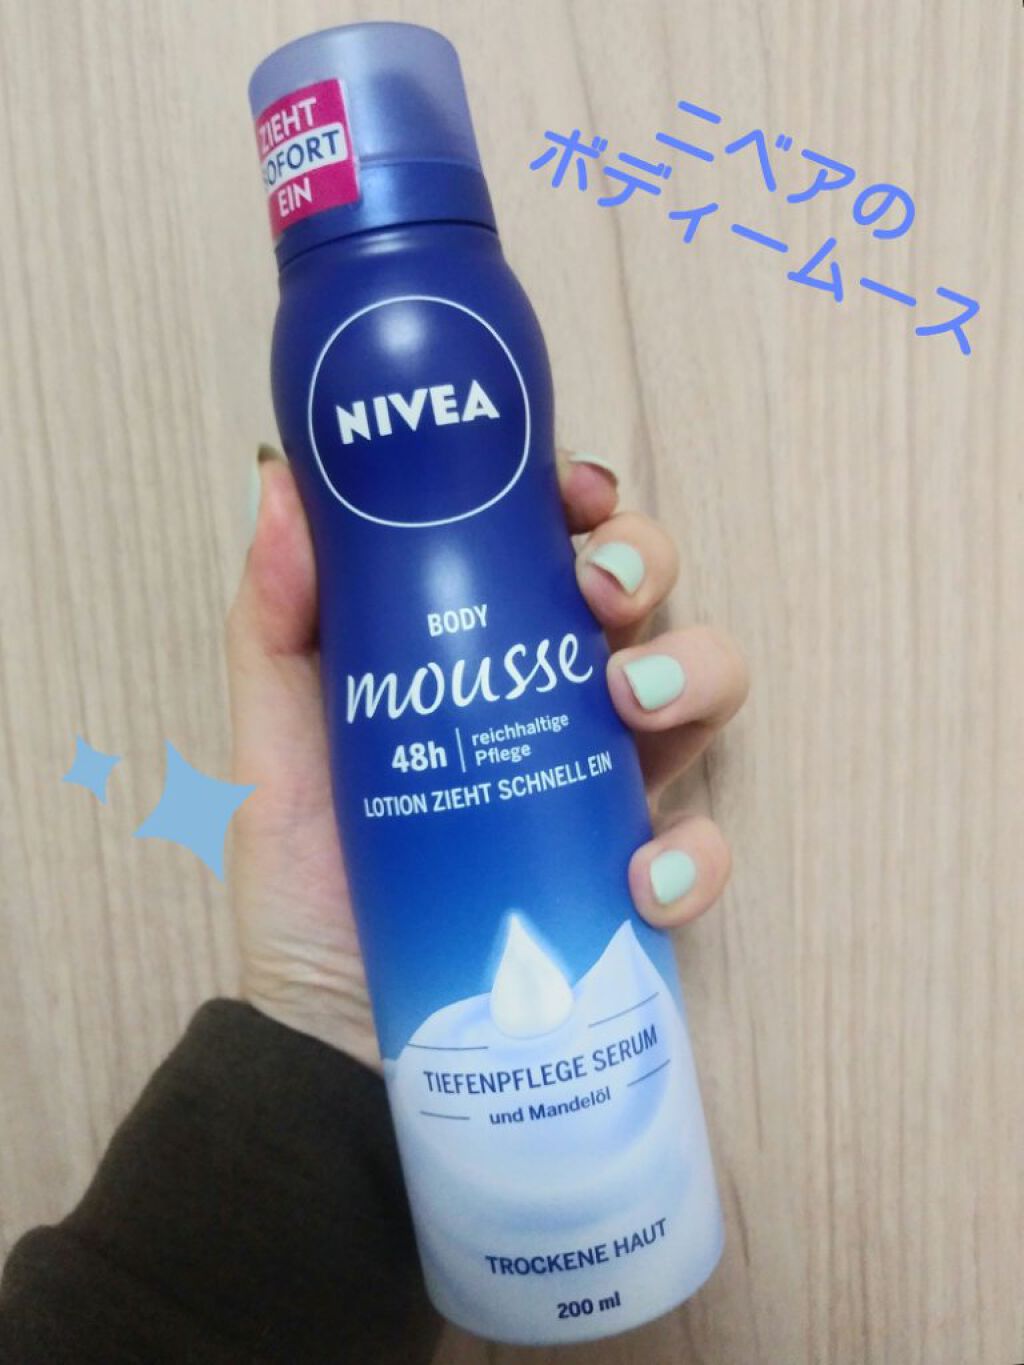 ZIEHT
SOFORT
EIN
ニベアの
ボディームース
NIVEA
BODY
mousse
48h
reichhaltige
Pflege
LOTION ZIEHT SCHNELL EIN
TIEFENPFLEGE SERUM
und Mandelöl
TROCKENE HAUT
200 ml